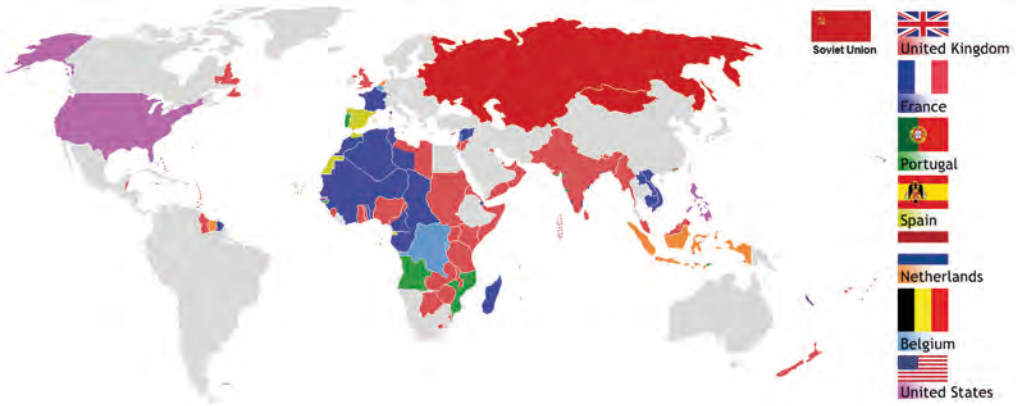 Soviet Union
United Kingdom
France
Portugal
Spain
Netherlands
Belgium
United States